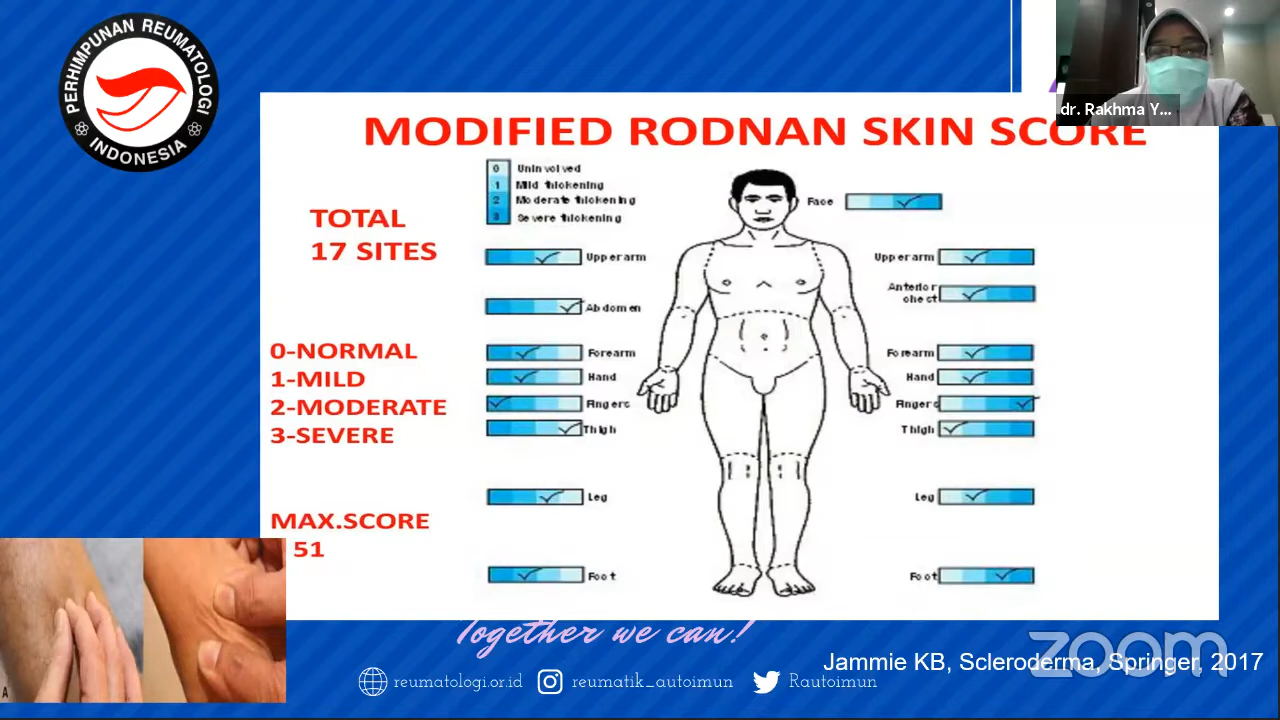 PERHIMPUNAN REUMATOLOGI
INDONESIA
dr. Rakhma Y...
MODIFIED RODNAN SKIN SCORE
0 Uninvolved
1 Mild thickening
2 Moderate thickening
3 Severe thickening
TOTAL
17 SITES
Face
Upper arm
Upper arm
Abdomen
Anterior
chest
0-NORMAL
1-MILD
2-MODERATE
3-SEVERE
Forearm
Forearm
Hand
Hand
Fingers
Fingers
Thigh
Thigh
Leg
Leg
MAX.SCORE
51
Foot
Foot
A
Together we can!
zoom
Jammie KB, Scleroderma, Springer, 2017
reumatologi.or.id
reumatik_autoimun
Rautoimun